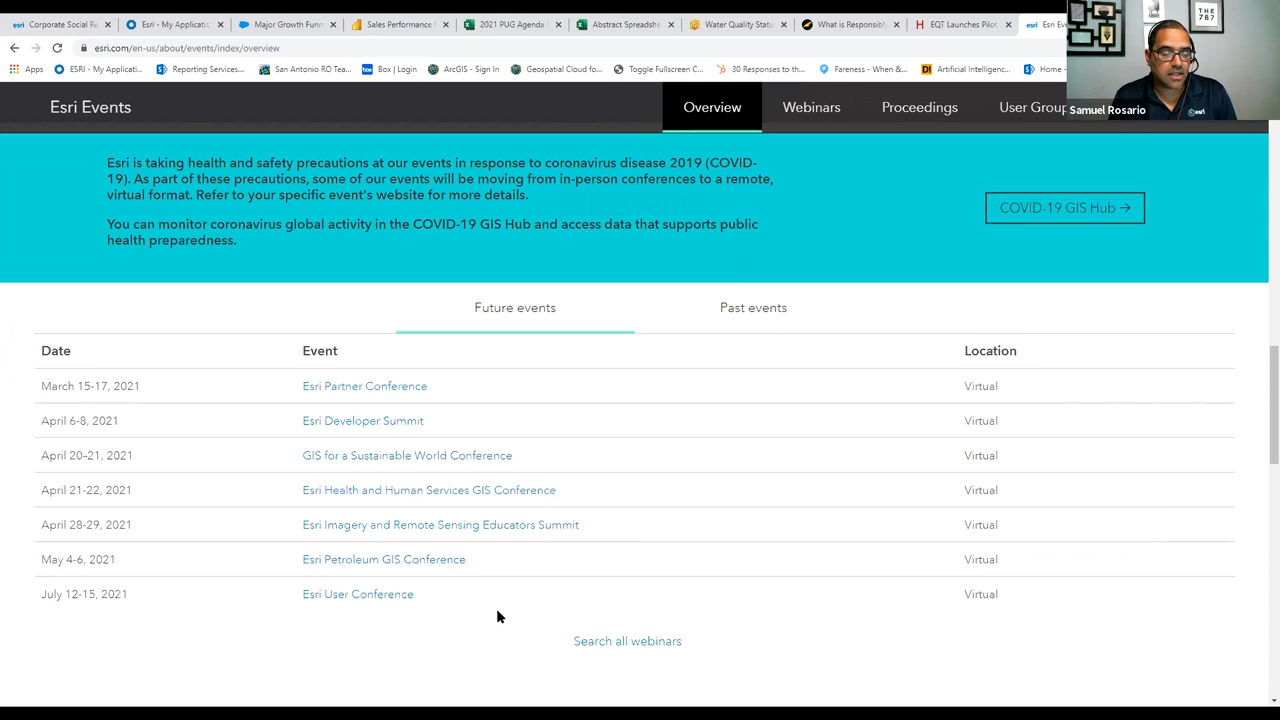 esri Corporate Social Re
Esri - My Applicatio
Major Growth Fund
Sales Performance
2021 PUG Agenda
Abstract Spreadshe
Water Quality Statu
What is Responsibl
EQT Launches Pilot
esri Esri Eve
esri.com/en-us/about/events/index/overview
Apps
ESRI - My Applicati...
Reporting Services...
San Antonio RO Tea...
Box | Login
ArcGIS - Sign In
Geospatial Cloud fo...
Toggle Fullscreen C...
30 Responses to th...
Fareness - When &...
Artificial Intelligenc...
Home -
THE
787
esri
Samuel Rosario
Esri Events
Overview
Webinars
Proceedings
User Group
Esri is taking health and safety precautions at our events in response to coronavirus disease 2019 (COVID-
19). As part of these precautions, some of our events will be moving from in-person conferences to a remote,
virtual format. Refer to your specific event's website for more details.
You can monitor coronavirus global activity in the COVID-19 GIS Hub and access data that supports public
health preparedness.
COVID-19 GIS Hub →
Future events
Past events
Date Event Location
March 15-17, 2021 Esri Partner Conference Virtual
April 6-8, 2021 Esri Developer Summit Virtual
April 20–21, 2021 GIS for a Sustainable World Conference Virtual
April 21-22, 2021 Esri Health and Human Services GIS Conference Virtual
April 28-29, 2021 Esri Imagery and Remote Sensing Educators Summit Virtual
May 4-6, 2021 Esri Petroleum GIS Conference Virtual
July 12-15, 2021 Esri User Conference Virtual
Search all webinars